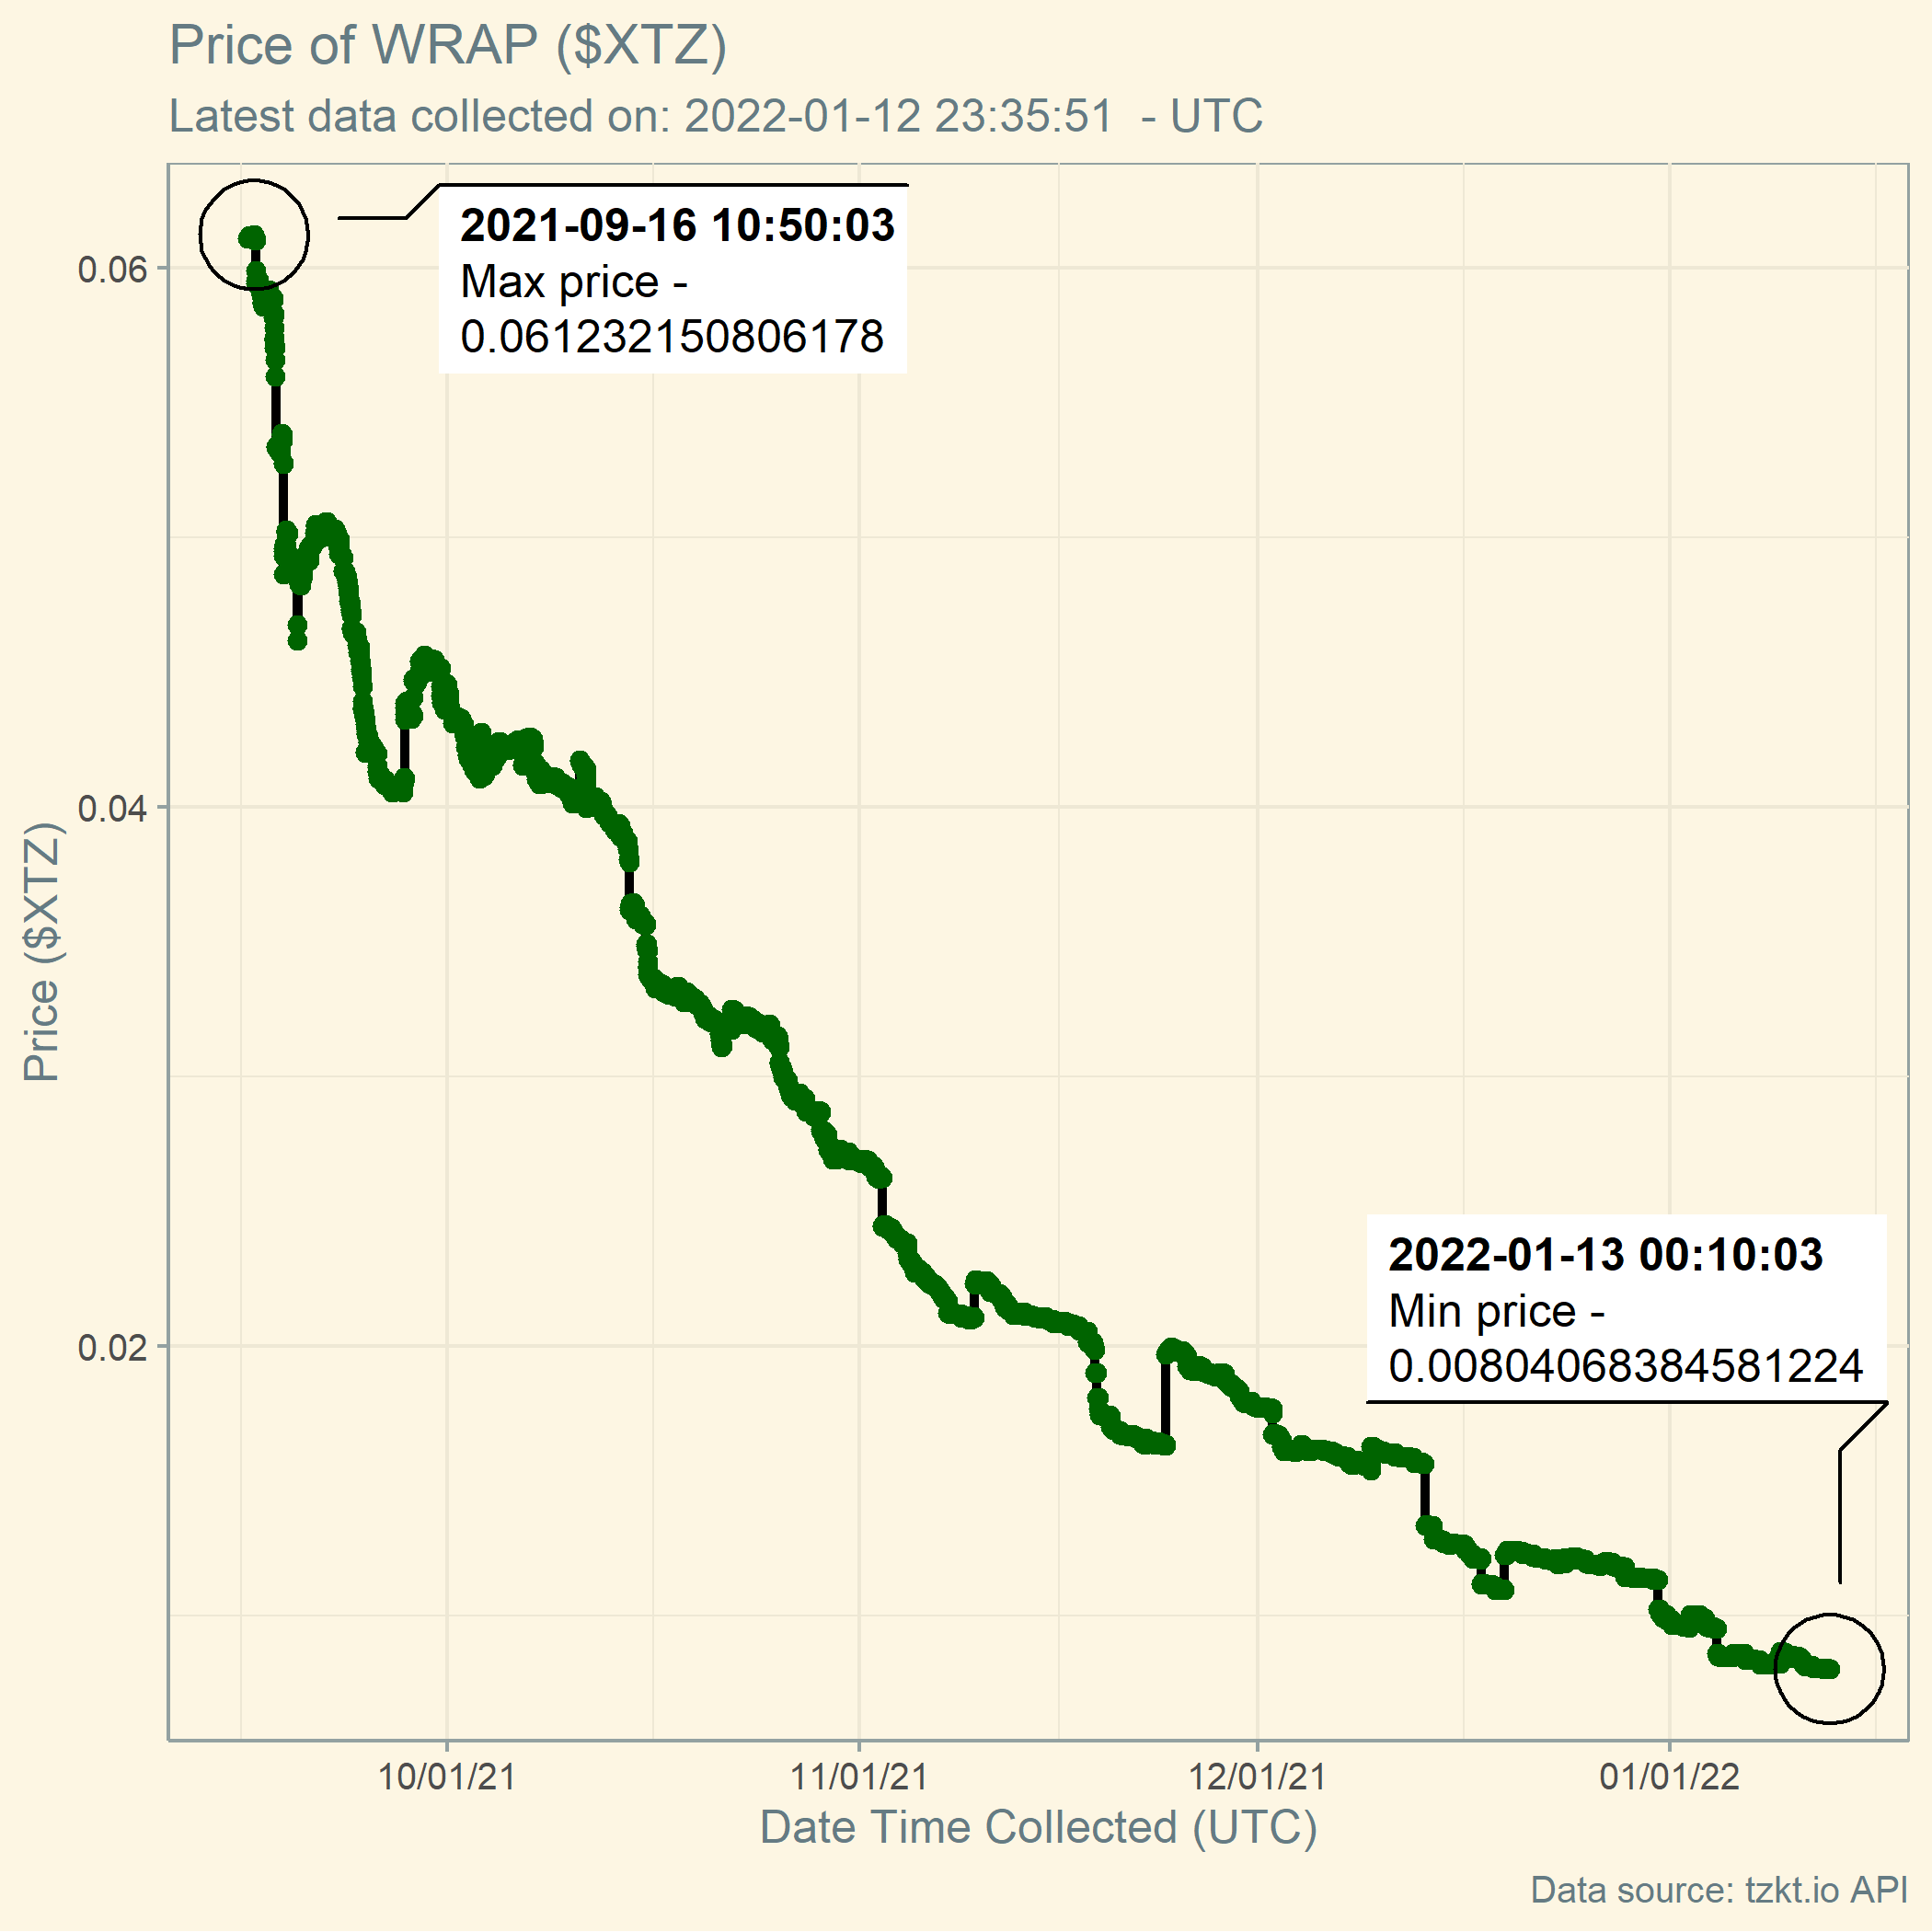 Price of WRAP ($XTZ)
Latest data collected on: 2022-01-12 23:35:51  - UTC
2021-09-16 10:50:03
Max price -
0.0612321508​06178
0.06
0.04
0.02
Price ($XTZ)
2022-01-13 00:10:03
Min price -
0.00804068384581224
10/01/21
11/01/21
12/01/21
01/01/22
Date Time Collected (UTC)
Data source: tzkt.io API